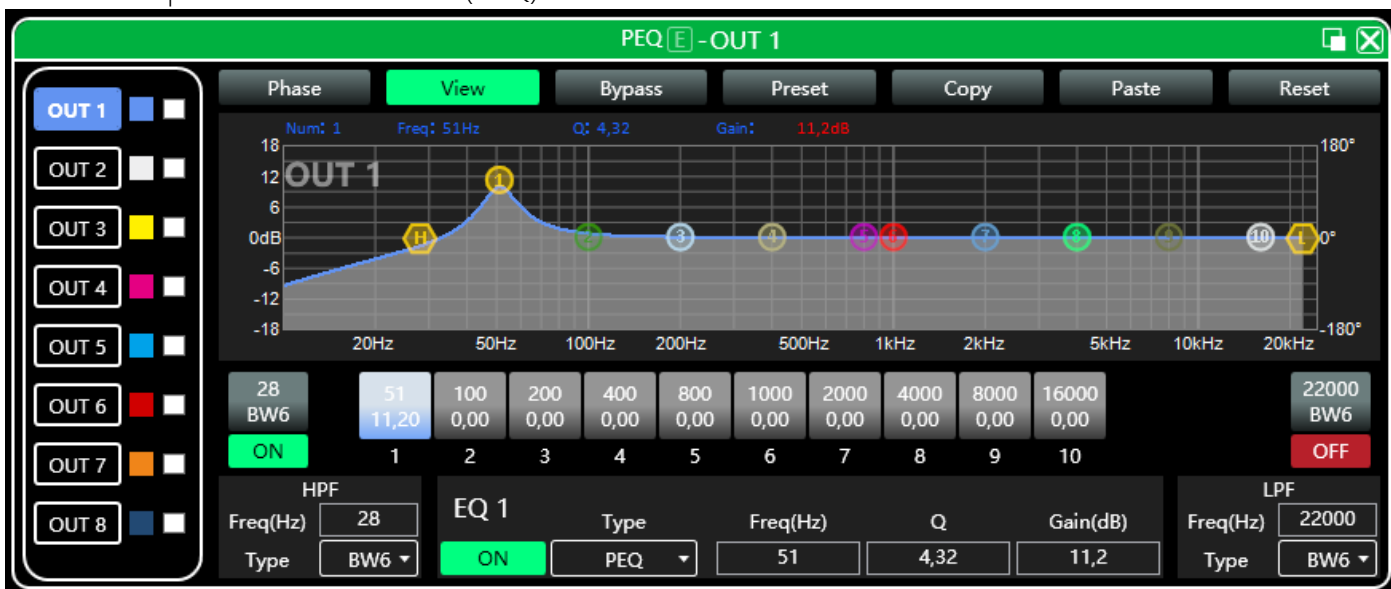 PEQ E - OUT 1
Phase View Bypass Preset Copy Paste Reset
OUT 1
OUT 2
OUT 3
OUT 4
OUT 5
OUT 6
OUT 7
OUT 8
Num: 1 Freq: 51Hz Q: 4,32 Gain: 11,2dB
OUT 1
18
12
6
0dB
-6
-12
-18
180°
0°
-180°
1
H 2 3 4 5 6 7 8 9 10 L
20Hz 50Hz 100Hz 200Hz 500Hz 1kHz 2kHz 5kHz 10kHz 20kHz
28 51 100 200 400 800 1000 2000 4000 8000 16000 22000
BW6 11,20 0,00 0,00 0,00 0,00 0,00 0,00 0,00 0,00 0,00 BW6
ON 1 2 3 4 5 6 7 8 9 10 OFF
HPF
Freq(Hz) 28
Type BW6
EQ 1 Type Freq(Hz) Q Gain(dB)
ON PEQ 51 4,32 11,2
LPF
Freq(Hz) 22000
Type BW6